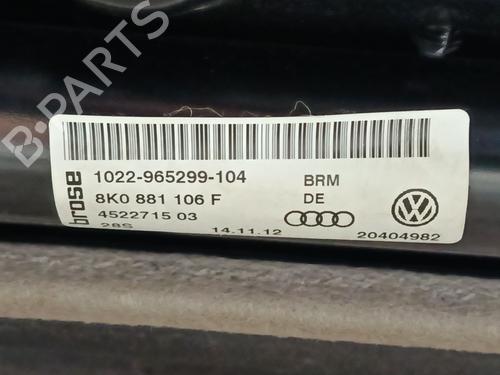 B-PARTS
brose
1022-965299-104 BRM
8K0 881 106 F DE
4522715 03
28S 14.11.12 20404982